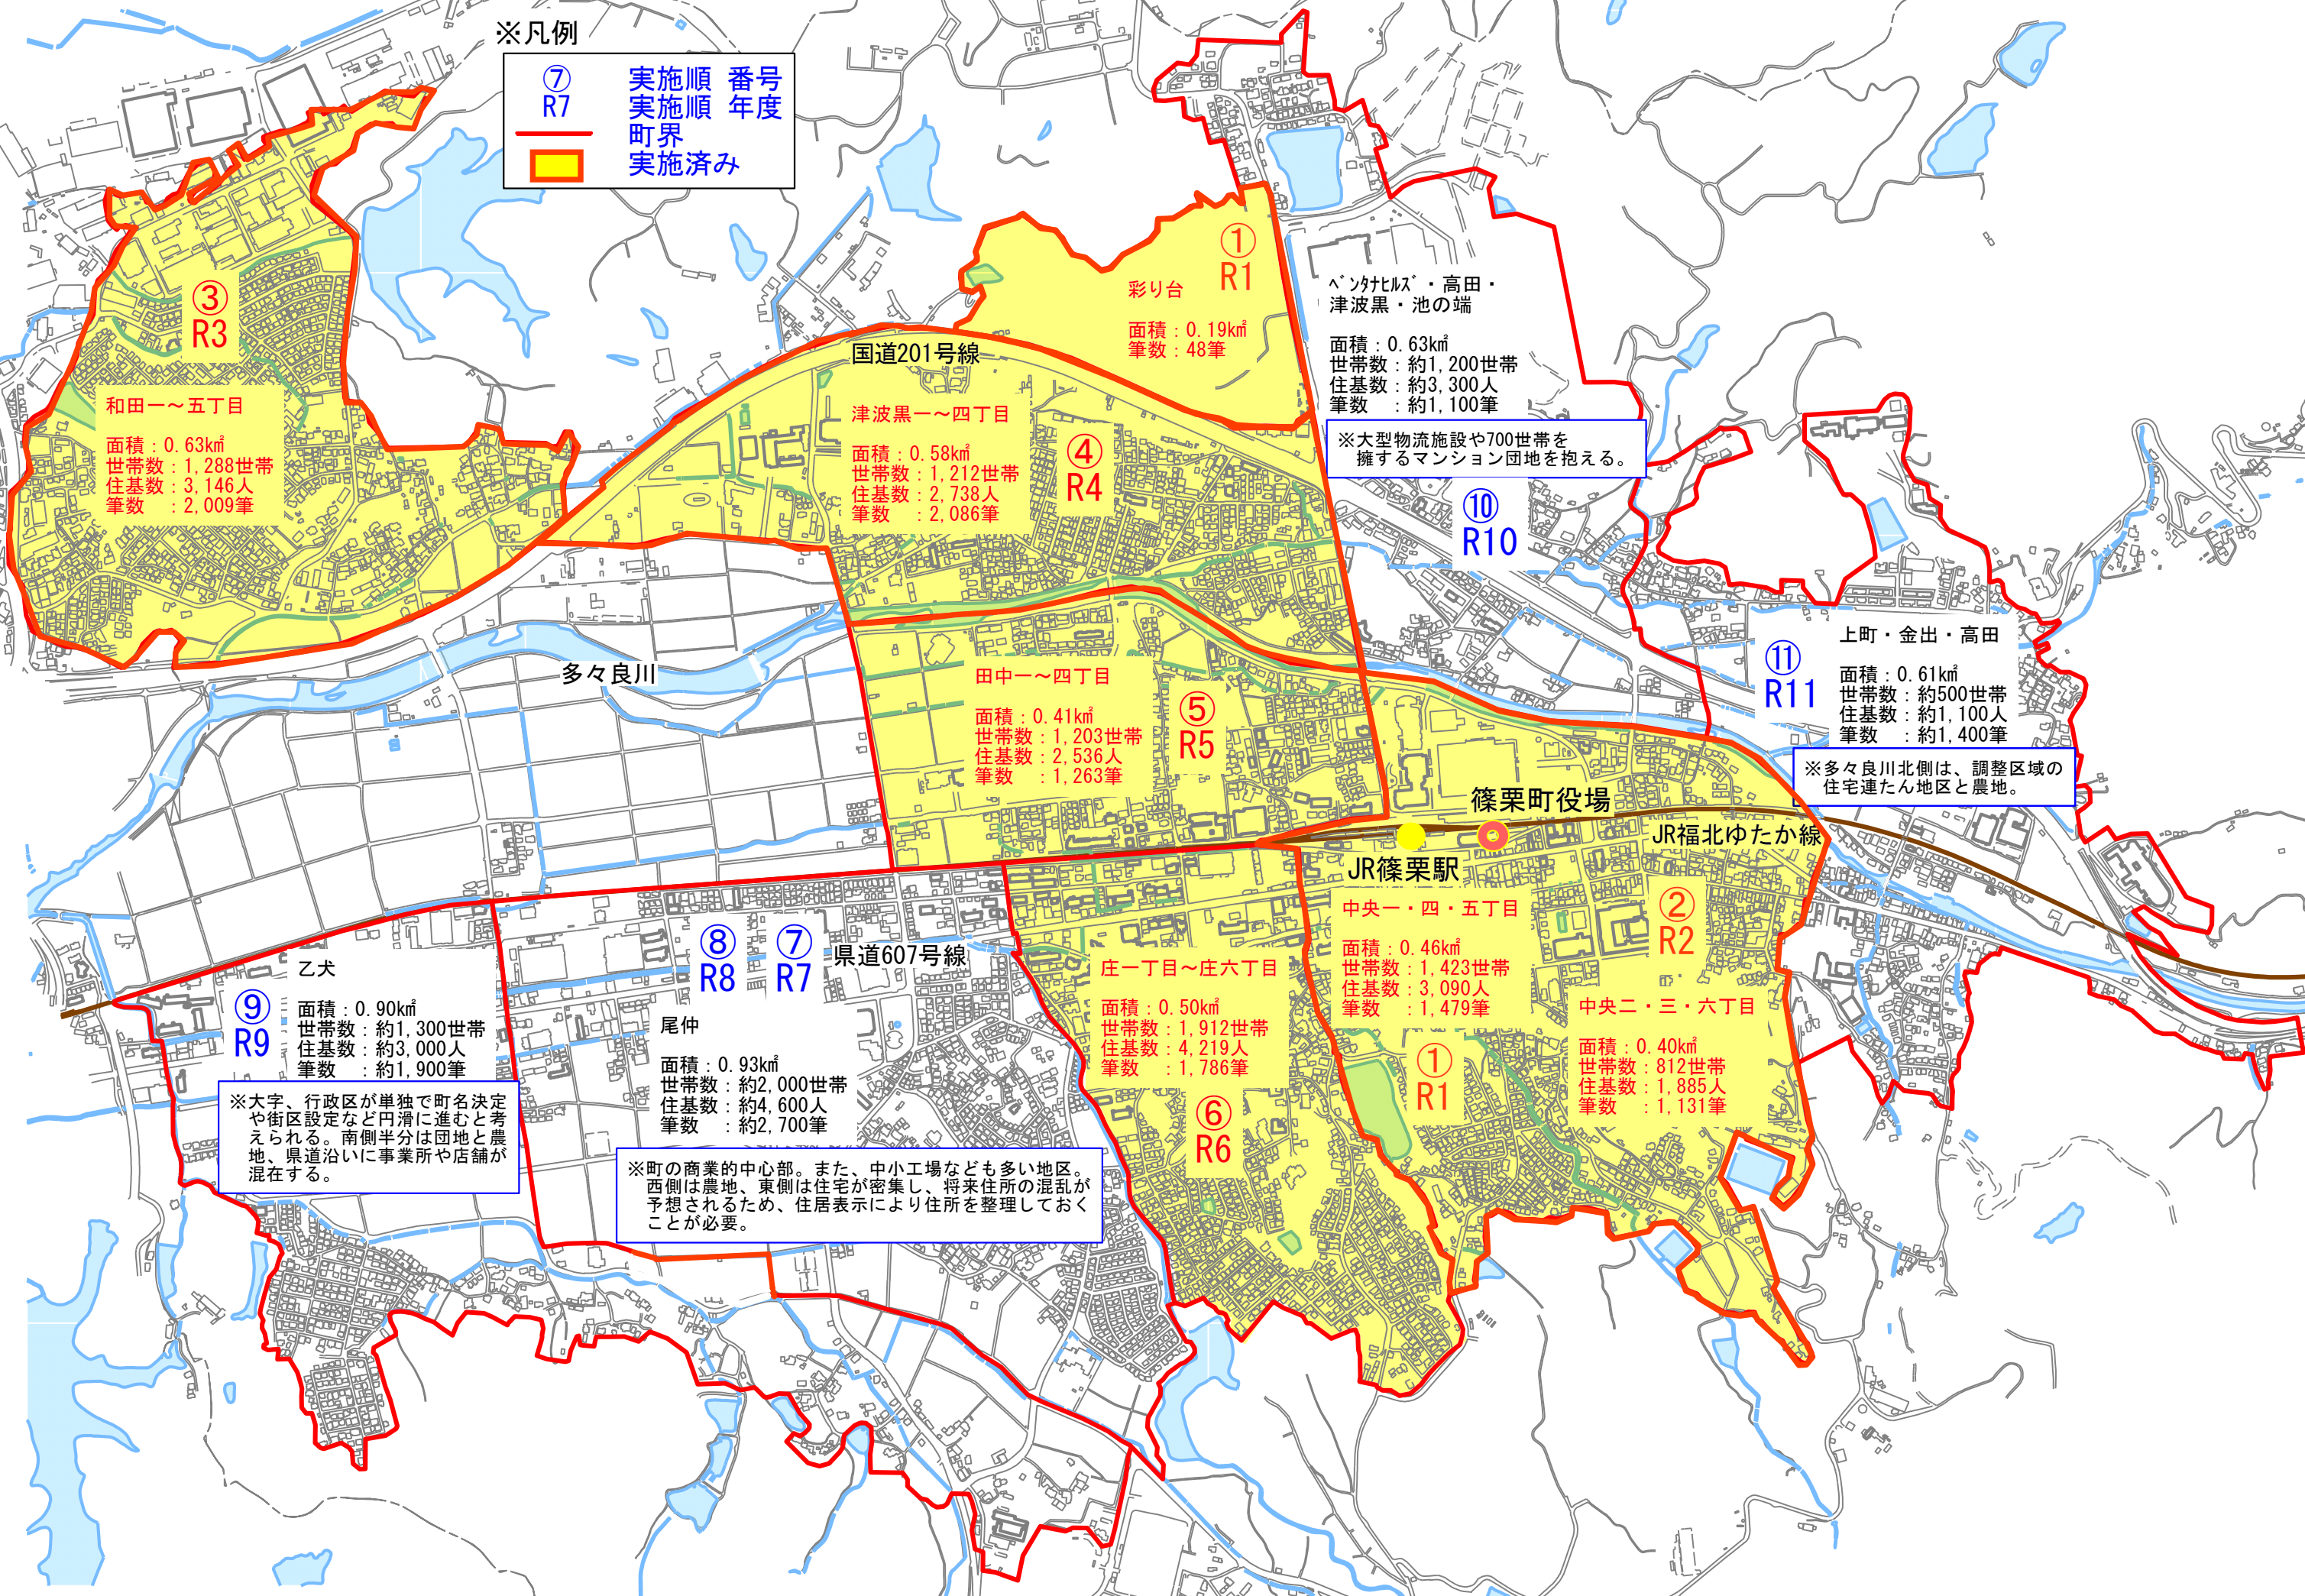 ※凡例
⑦ 実施順 番号
R7 実施順 年度
町界
実施済み
①
R1
彩り台
面積：0.19k㎡
筆数：48筆
③
R3
和田一～五丁目
面積：0.63k㎡
世帯数：1,288世帯
住基数：3,146人
筆数　：2,009筆
国道201号線
津波黒一～四丁目
面積：0.58k㎡
世帯数：1,212世帯
住基数：2,738人
筆数　：2,086筆
④
R4
ﾍﾞﾝﾀﾅﾋﾙｽﾞ・高田・
津波黒・池の端
面積：0.63k㎡
世帯数：約1,200世帯
住基数：約3,300人
筆数　：約1,100筆
※大型物流施設や700世帯を
擁するマンション団地を抱える。
⑩
R10
多々良川
田中一～四丁目
面積：0.41k㎡
世帯数：1,203世帯
住基数：2,536人
筆数　：1,263筆
⑤
R5
⑪
R11
上町・金出・高田
面積：0.61k㎡
世帯数：約500世帯
住基数：約1,100人
筆数　：約1,400筆
※多々良川北側は、調整区域の
住宅連たん地区と農地。
篠栗町役場
JR篠栗駅
JR福北ゆたか線
②
R2
中央一・四・五丁目
面積：0.46k㎡
世帯数：1,423世帯
住基数：3,090人
筆数　：1,479筆
①
R1
中央二・三・六丁目
面積：0.40k㎡
世帯数：812世帯
住基数：1,885人
筆数　：1,131筆
庄一丁目～庄六丁目
面積：0.50k㎡
世帯数：1,912世帯
住基数：4,219人
筆数　：1,786筆
⑥
R6
⑧
R8
⑦
R7
県道607号線
尾仲
面積：0.93k㎡
世帯数：約2,000世帯
住基数：約4,600人
筆数　：約2,700筆
※町の商業的中心部。また、中小工場なども多い地区。
西側は農地、東側は住宅が密集し、将来住所の混乱が
予想されるため、住居表示により住所を整理しておく
ことが必要。
⑨
R9
乙犬
面積：0.90k㎡
世帯数：約1,300世帯
住基数：約3,000人
筆数　：約1,900筆
※大字、行政区が単独で町名決定
や街区設定など円滑に進むと考
えられる。南側半分は団地と農
地、県道沿いに事業所や店舗が
混在する。